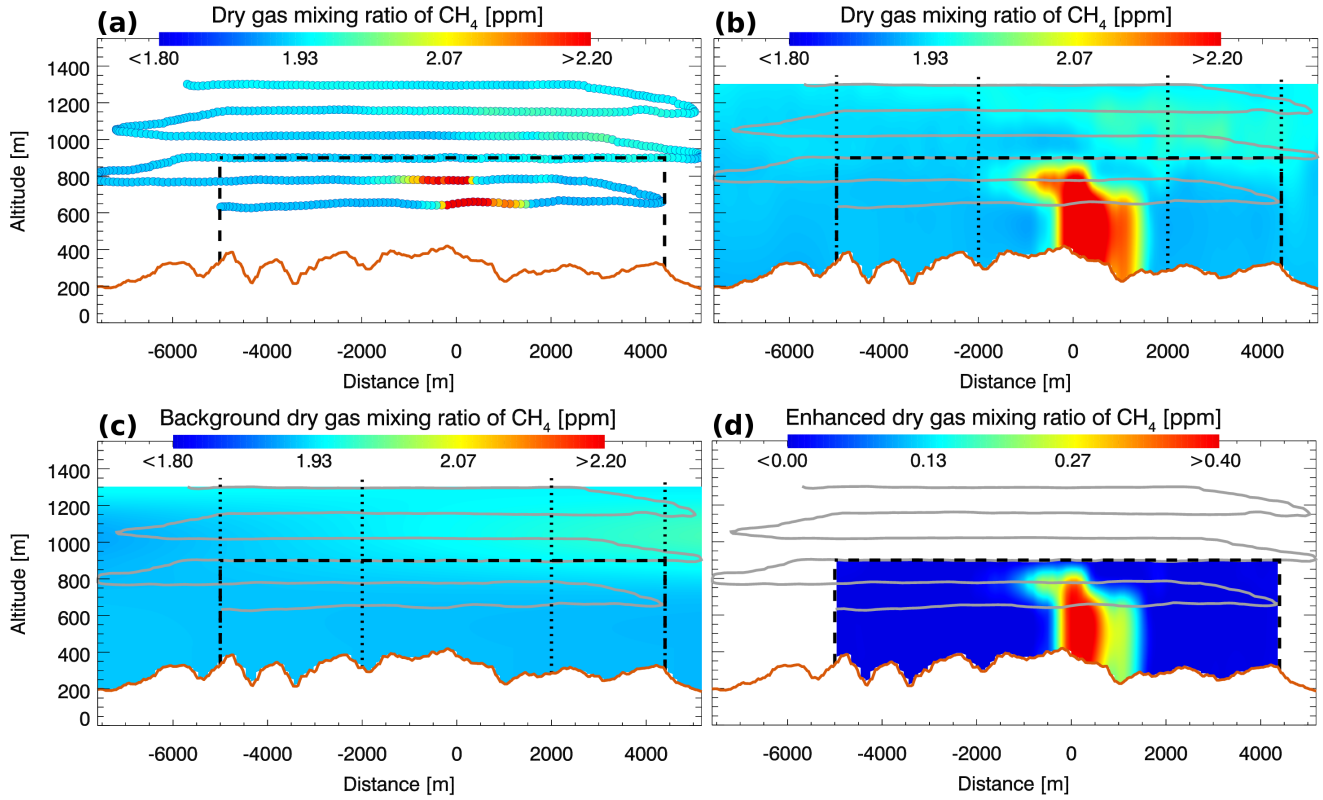 (a) Dry gas mixing ratio of CH4 [ppm]
<1.80 1.93 2.07 >2.20
1400
1200
1000
800
600
400
200
0
Altitude [m]
-6000 -4000 -2000 0 2000 4000
Distance [m]
(b) Dry gas mixing ratio of CH4 [ppm]
<1.80 1.93 2.07 >2.20
-6000 -4000 -2000 0 2000 4000
Distance [m]
(c) Background dry gas mixing ratio of CH4 [ppm]
<1.80 1.93 2.07 >2.20
1400
1200
1000
800
600
400
200
0
Altitude [m]
-6000 -4000 -2000 0 2000 4000
Distance [m]
(d) Enhanced dry gas mixing ratio of CH4 [ppm]
<0.00 0.13 0.27 >0.40
-6000 -4000 -2000 0 2000 4000
Distance [m]